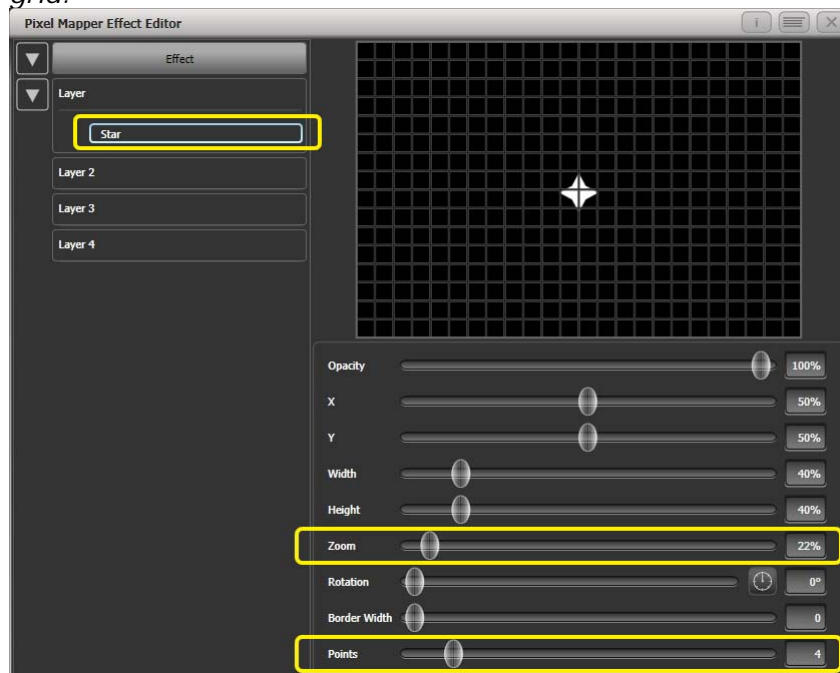 grid.
Pixel Mapper Effect Editor
i
X
Effect
Layer
Star
Layer 2
Layer 3
Layer 4
Opacity 100%
X 50%
Y 50%
Width 40%
Height 40%
Zoom 22%
Rotation 0°
Border Width 0
Points 4